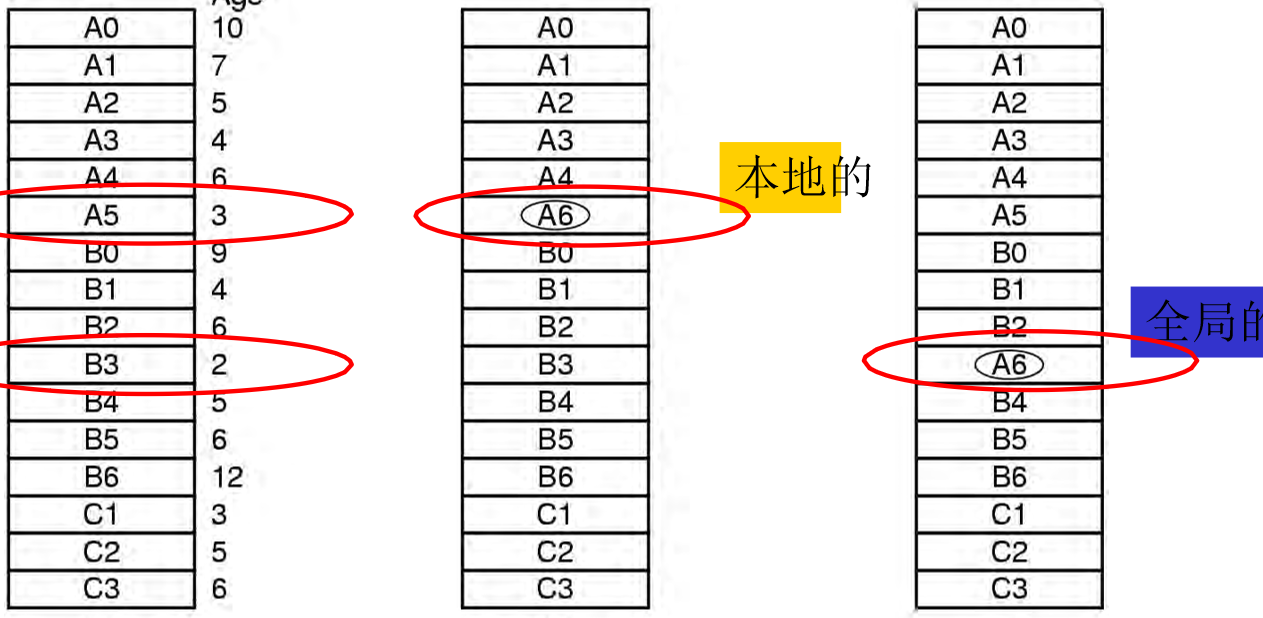 Age
A0 10 A0 A0
A1 7 A1 A1
A2 5 A2 A2
A3 4 A3 A3
A4 6 A4 本地的 A4
A5 3 A6 A5
B0 9 B0 B0
B1 4 B1 B1
B2 6 B2 B2 全局的
B3 2 B3 A6
B4 5 B4 B4
B5 6 B5 B5
B6 12 B6 B6
C1 3 C1 C1
C2 5 C2 C2
C3 6 C3 C3